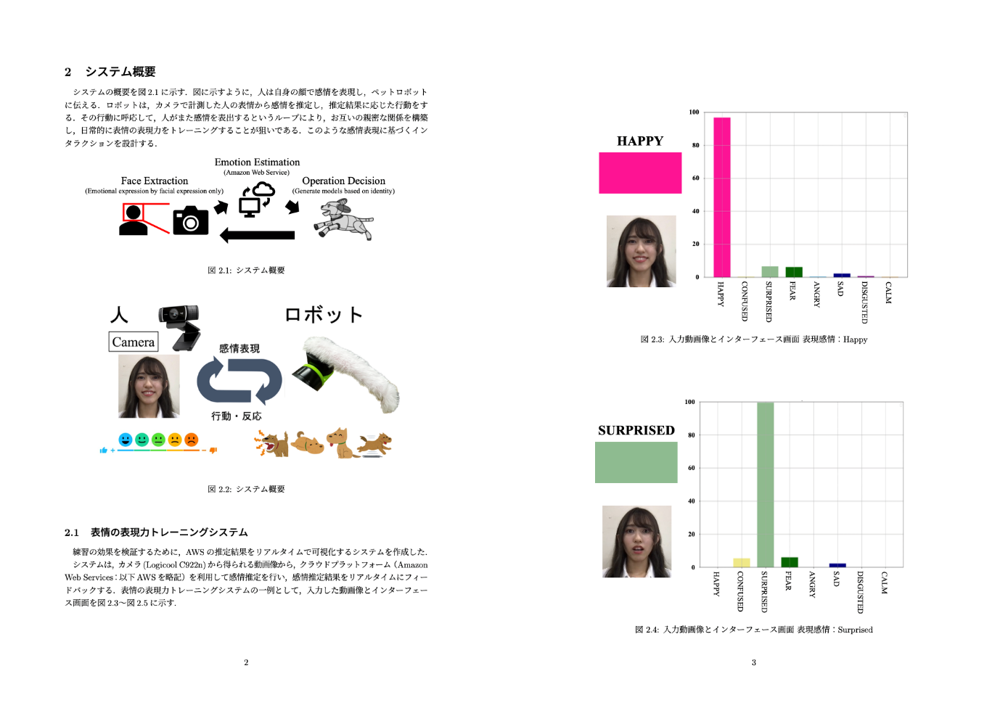 2 システム概要
システムの概要を図 2.1 に示す．図に示すように，人は自身の顔で感情を表現し，ペットロボット
に伝える．ロボットは，カメラで計測した人の表情から感情を推定し，推定結果に応じた行動をす
る．その行動に呼応して，人がまた感情を表出するというループにより，お互いの親密な関係を構築
し，日常的に表情の表現力をトレーニングすることが狙いである．このような感情表現に基づくイン
タラクションを設計する．
Emotion Estimation
(Amazon Web Service)
Face Extraction
(Emotional expression by facial expression only)
Operation Decision
(Generate models based on identity)
図 2.1: システム概要
人
Camera
ロボット
感情表現
行動・反応
+
−
図 2.2: システム概要
2.1 表情の表現力トレーニングシステム
練習の効果を検証するために，AWS の推定結果をリアルタイムで可視化するシステムを作成した．
システムは，カメラ (Logicool C922n) から得られる動画像から，クラウドプラットフォーム（Amazon
Web Services：以下 AWS を略記）を利用して感情推定を行い，感情推定結果をリアルタイムにフィー
ドバックする．表情の表現力トレーニングシステムの一例として，入力した動画像とインターフェー
ス画面を図 2.3～図 2.5 に示す．
2
HAPPY
100
80
60
40
20
0
HAPPY
CONFUSED
SURPRISED
FEAR
ANGRY
SAD
DISGUSTED
CALM
図 2.3: 入力動画像とインターフェース画面 表現感情：Happy
SURPRISED
100
80
60
40
20
0
HAPPY
CONFUSED
SURPRISED
FEAR
ANGRY
SAD
DISGUSTED
CALM
図 2.4: 入力動画像とインターフェース画面 表現感情：Surprised
3